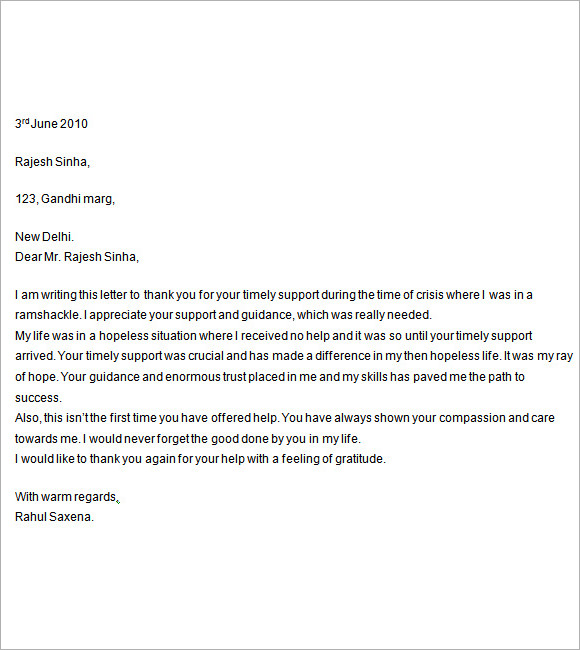 3rd June 2010
Rajesh Sinha,
123, Gandhi marg,
New Delhi.
Dear Mr. Rajesh Sinha,
I am writing this letter to thank you for your timely support during the time of crisis where I was in a
ramshackle. I appreciate your support and guidance, which was really needed.
My life was in a hopeless situation where I received no help and it was so until your timely support
arrived. Your timely support was crucial and has made a difference in my then hopeless life. It was my ray
of hope. Your guidance and enormous trust placed in me and my skills has paved me the path to
success.
Also, this isn't the first time you have offered help. You have always shown your compassion and care
towards me. I would never forget the good done by you in my life.
I would like to thank you again for your help with a feeling of gratitude.
With warm regards,
Rahul Saxena.